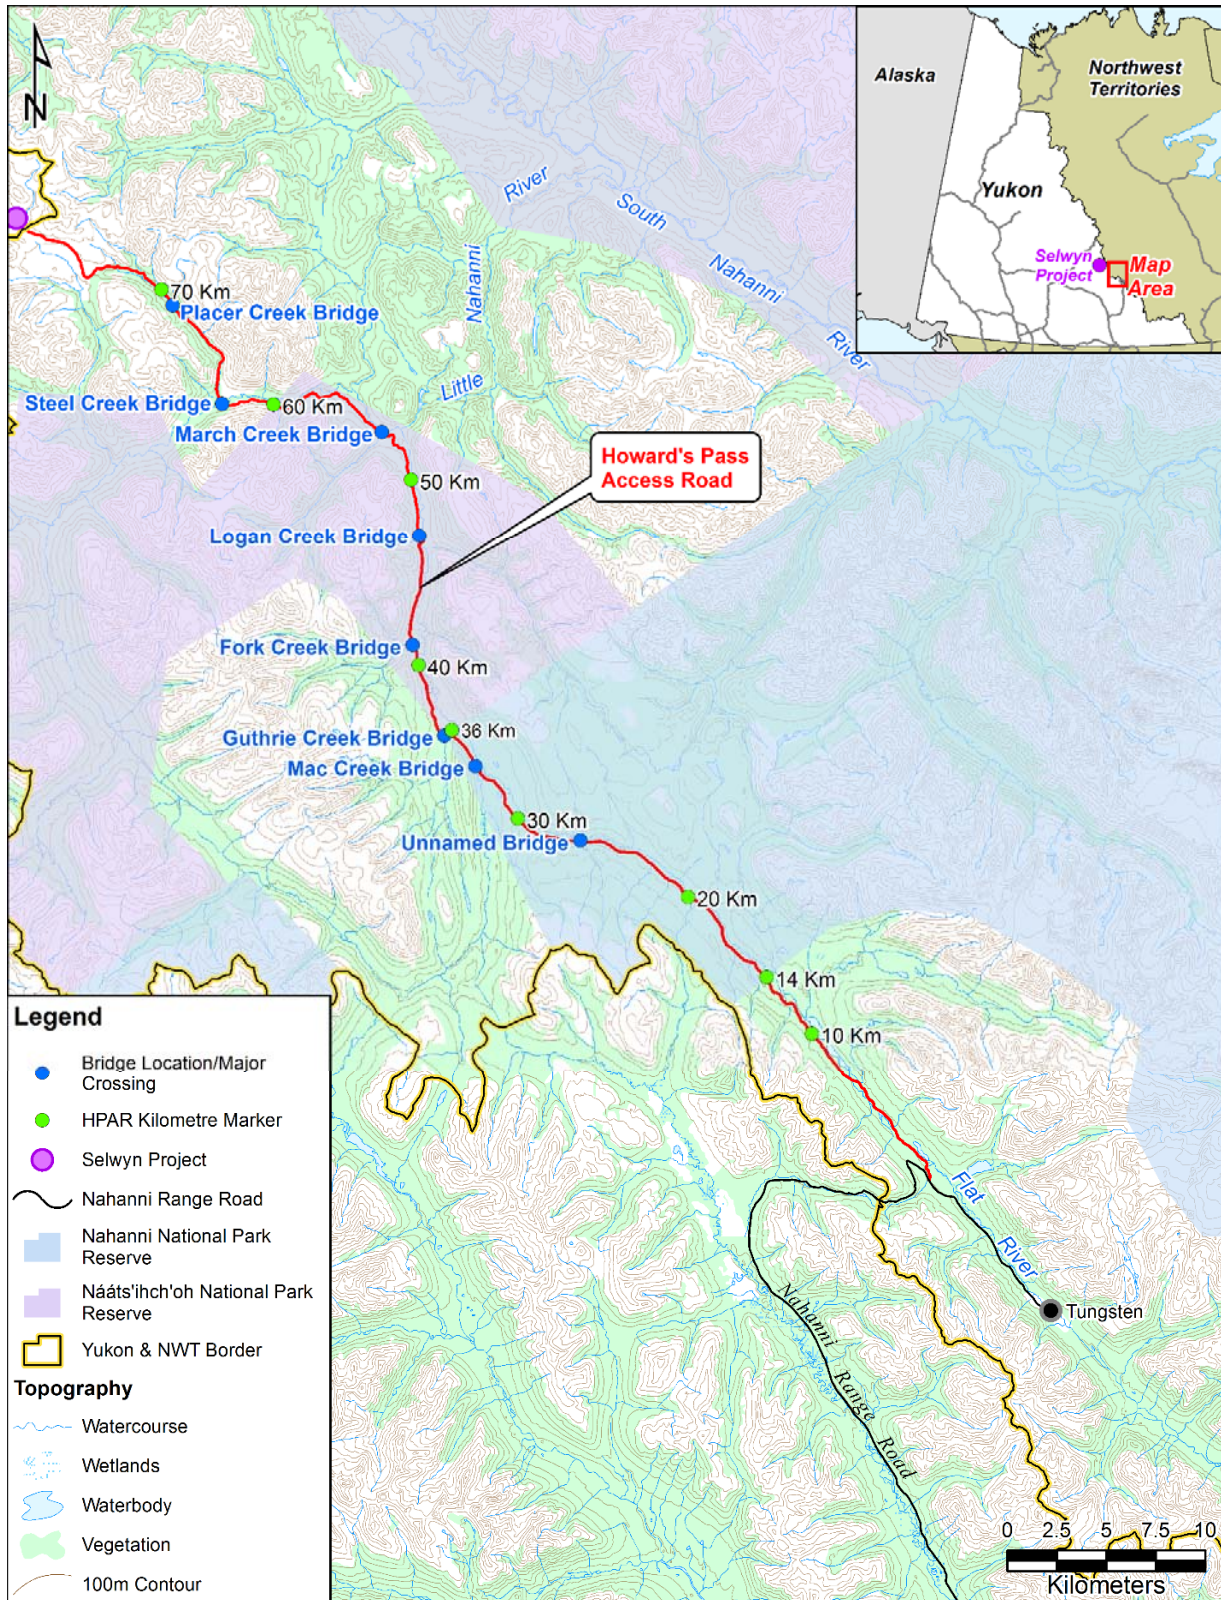 N
Alaska
Northwest
Territories
Yukon
Selwyn
Project
Map
Area
River
South
Nahanni
River
Nahanni
Little
70 Km
Placer Creek Bridge
Steel Creek Bridge
60 Km
March Creek Bridge
Howard's Pass
Access Road
50 Km
Logan Creek Bridge
Fork Creek Bridge
40 Km
36 Km
Guthrie Creek Bridge
Mac Creek Bridge
30 Km
Unnamed Bridge
20 Km
14 Km
10 Km
Flat
River
Tungsten
Nahanni Range Road
Legend
Bridge Location/Major
Crossing
HPAR Kilometre Marker
Selwyn Project
Nahanni Range Road
Nahanni National Park
Reserve
Nááts'ihch'oh National Park
Reserve
Yukon & NWT Border
Topography
Watercourse
Wetlands
Waterbody
Vegetation
100m Contour
0 2.5 5 7.5 10
Kilometers